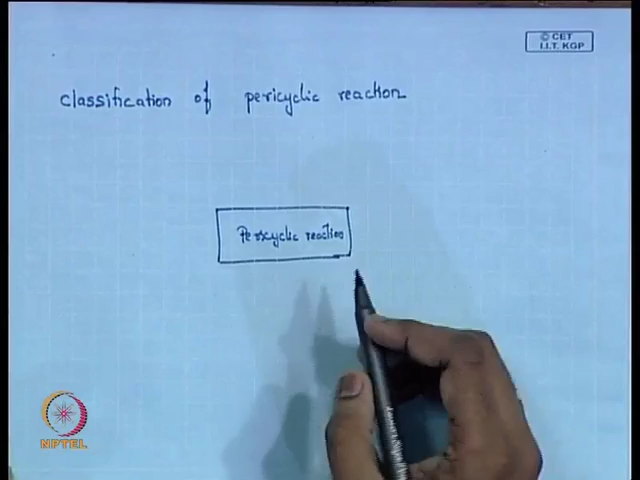 © CET
I.I.T. KGP
classification of pericyclic reaction
Pericyclic reaction
NPTEL